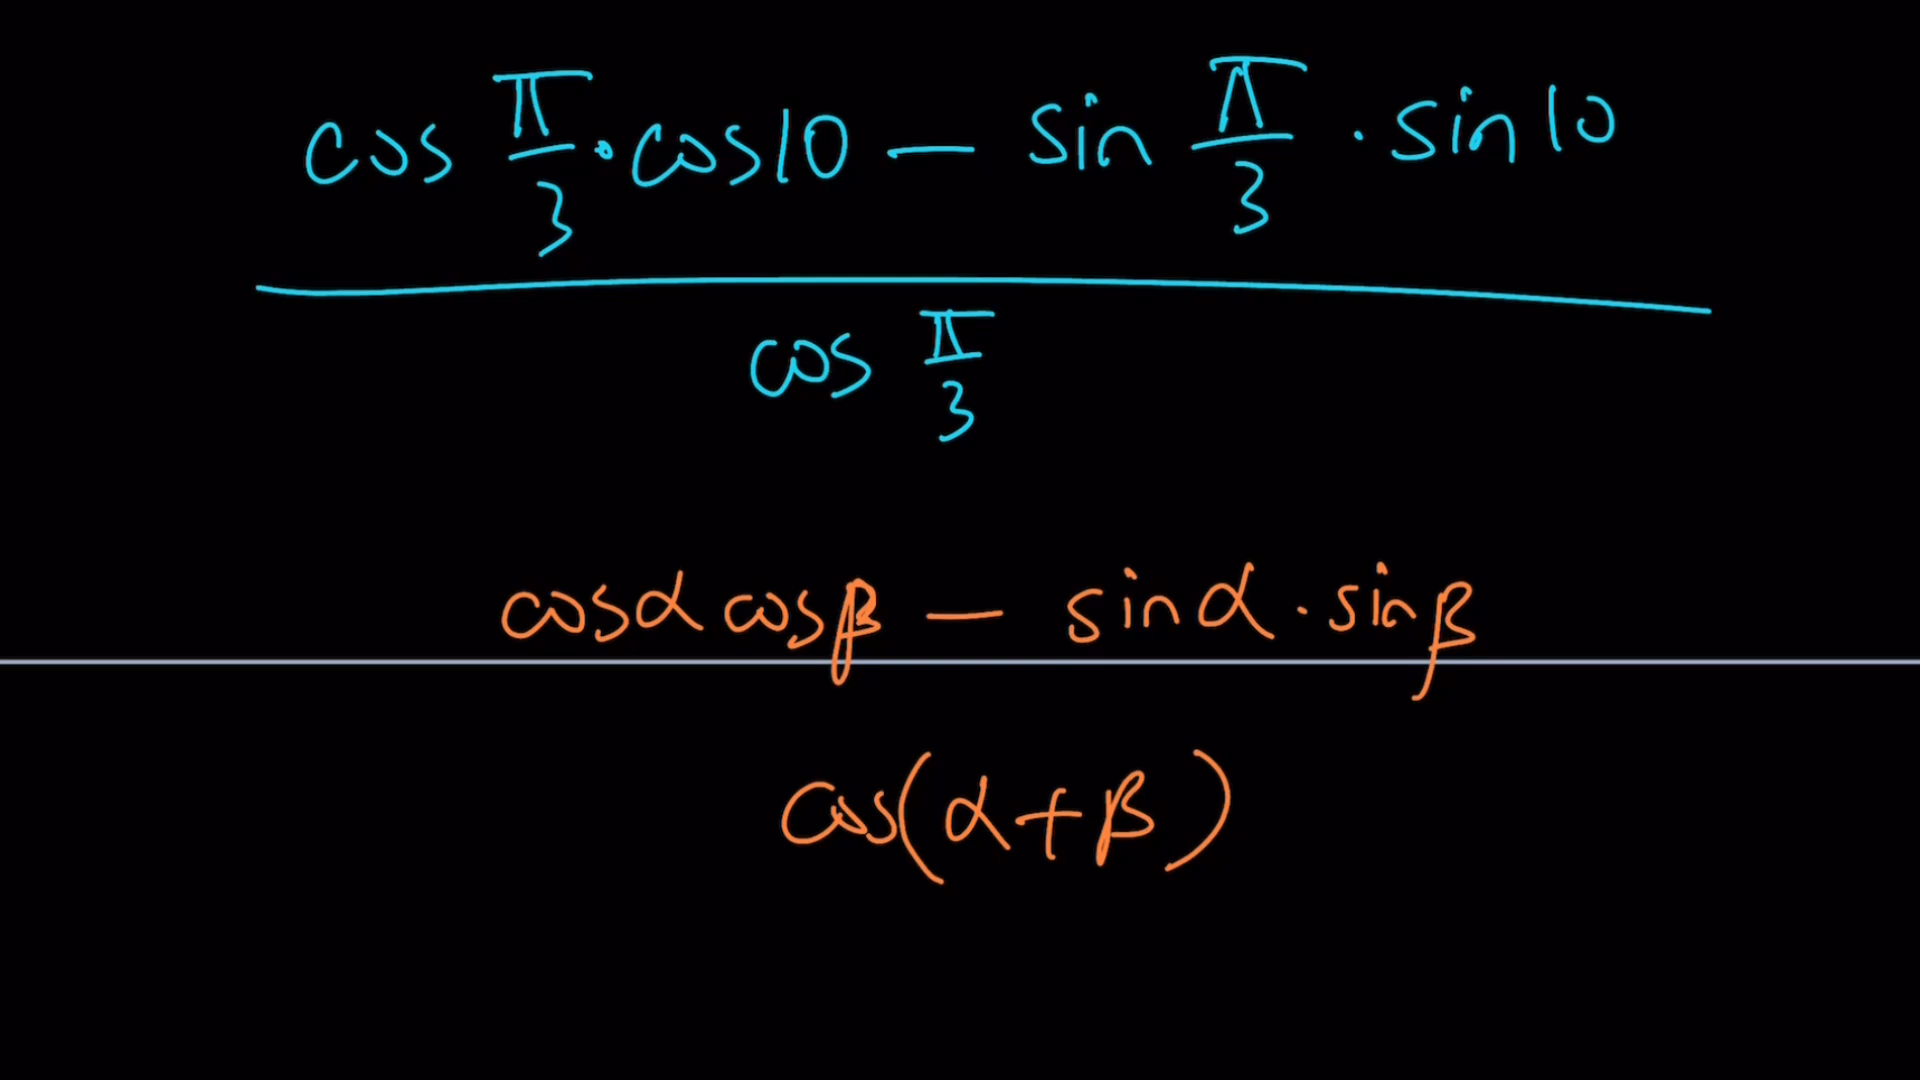 cos π/3 · cos10 − sin π/3 · sin10
cos π/3
cosα cosβ − sinα · sinβ
cos(α+β)